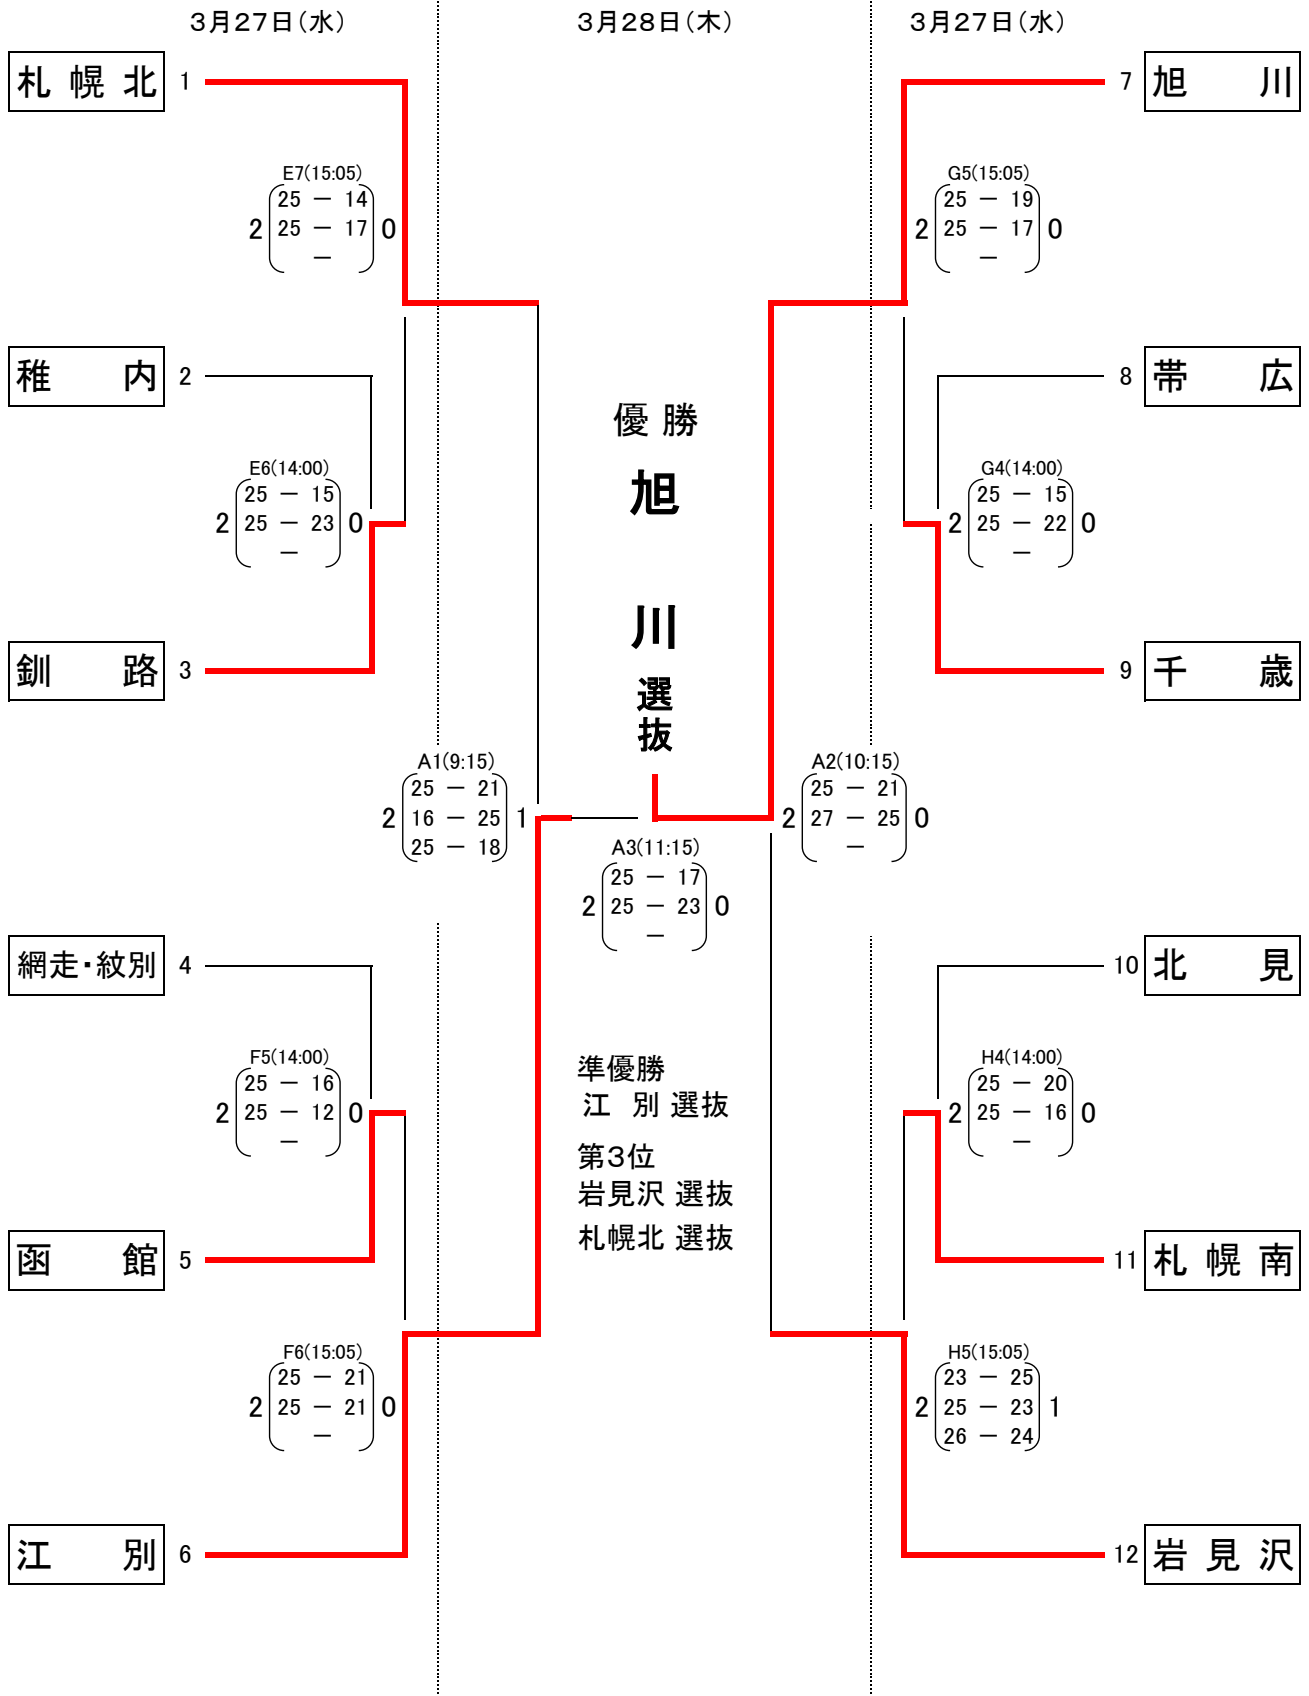 3月27日(水) 3月28日(木) 3月27日(水)
札幌北 1 7 旭川
E7(15:05) G5(15:05)
25 － 14 25 － 19
2 25 － 17 0 2 25 － 17 0
－ －
稚内 2 8 帯広
優勝
旭川選抜
E6(14:00) G4(14:00)
25 － 15 25 － 15
2 25 － 23 0 2 25 － 22 0
－ －
釧路 3 9 千歳
A1(9:15) A2(10:15)
25 － 21 25 － 21
2 16 － 25 1 2 27 － 25 0
25 － 18 －
A3(11:15)
25 － 17
2 25 － 23 0
－
網走・紋別 4 10 北見
F5(14:00) H4(14:00)
25 － 16 25 － 20
2 25 － 12 0 2 25 － 16 0
－ －
準優勝
江別 選抜
第3位
岩見沢 選抜
札幌北 選抜
函館 5 11 札幌南
F6(15:05) H5(15:05)
25 － 21 23 － 25
2 25 － 21 0 2 25 － 23 1
－ 26 － 24
江別 6 12 岩見沢